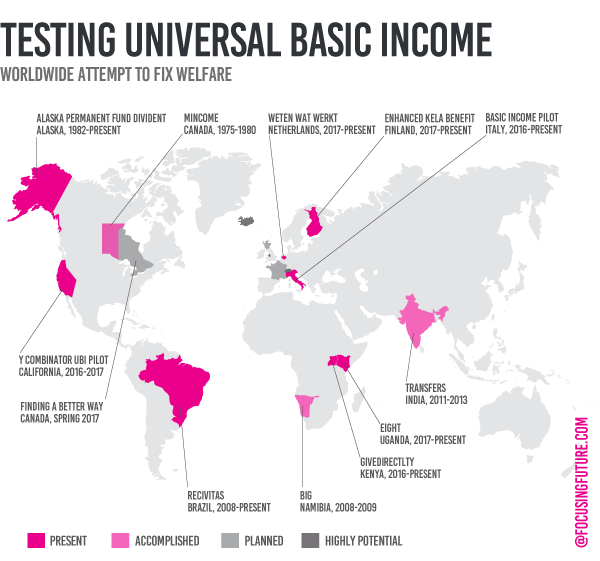 TESTING UNIVERSAL BASIC INCOME
WORLDWIDE ATTEMPT TO FIX WELFARE
ALASKA PERMANENT FUND DIVIDENT
ALASKA, 1982-PRESENT
MINCOME
CANADA, 1975-1980
WETEN WAT WERKT
NETHERLANDS, 2017-PRESENT
ENHANCED KELA BENEFIT
FINLAND, 2017-PRESENT
BASIC INCOME PILOT
ITALY, 2016-PRESENT
Y COMBINATOR UBI PILOT
CALIFORNIA, 2016-2017
FINDING A BETTER WAY
CANADA, SPRING 2017
TRANSFERS
INDIA, 2011-2013
EIGHT
UGANDA, 2017-PRESENT
GIVEDIRECTLTY
KENYA, 2016-PRESENT
RECIVITAS
BRAZIL, 2008-PRESENT
BIG
NAMIBIA, 2008-2009
PRESENT
ACCOMPLISHED
PLANNED
HIGHLY POTENTIAL
@FOCUSINGFUTURE.COM